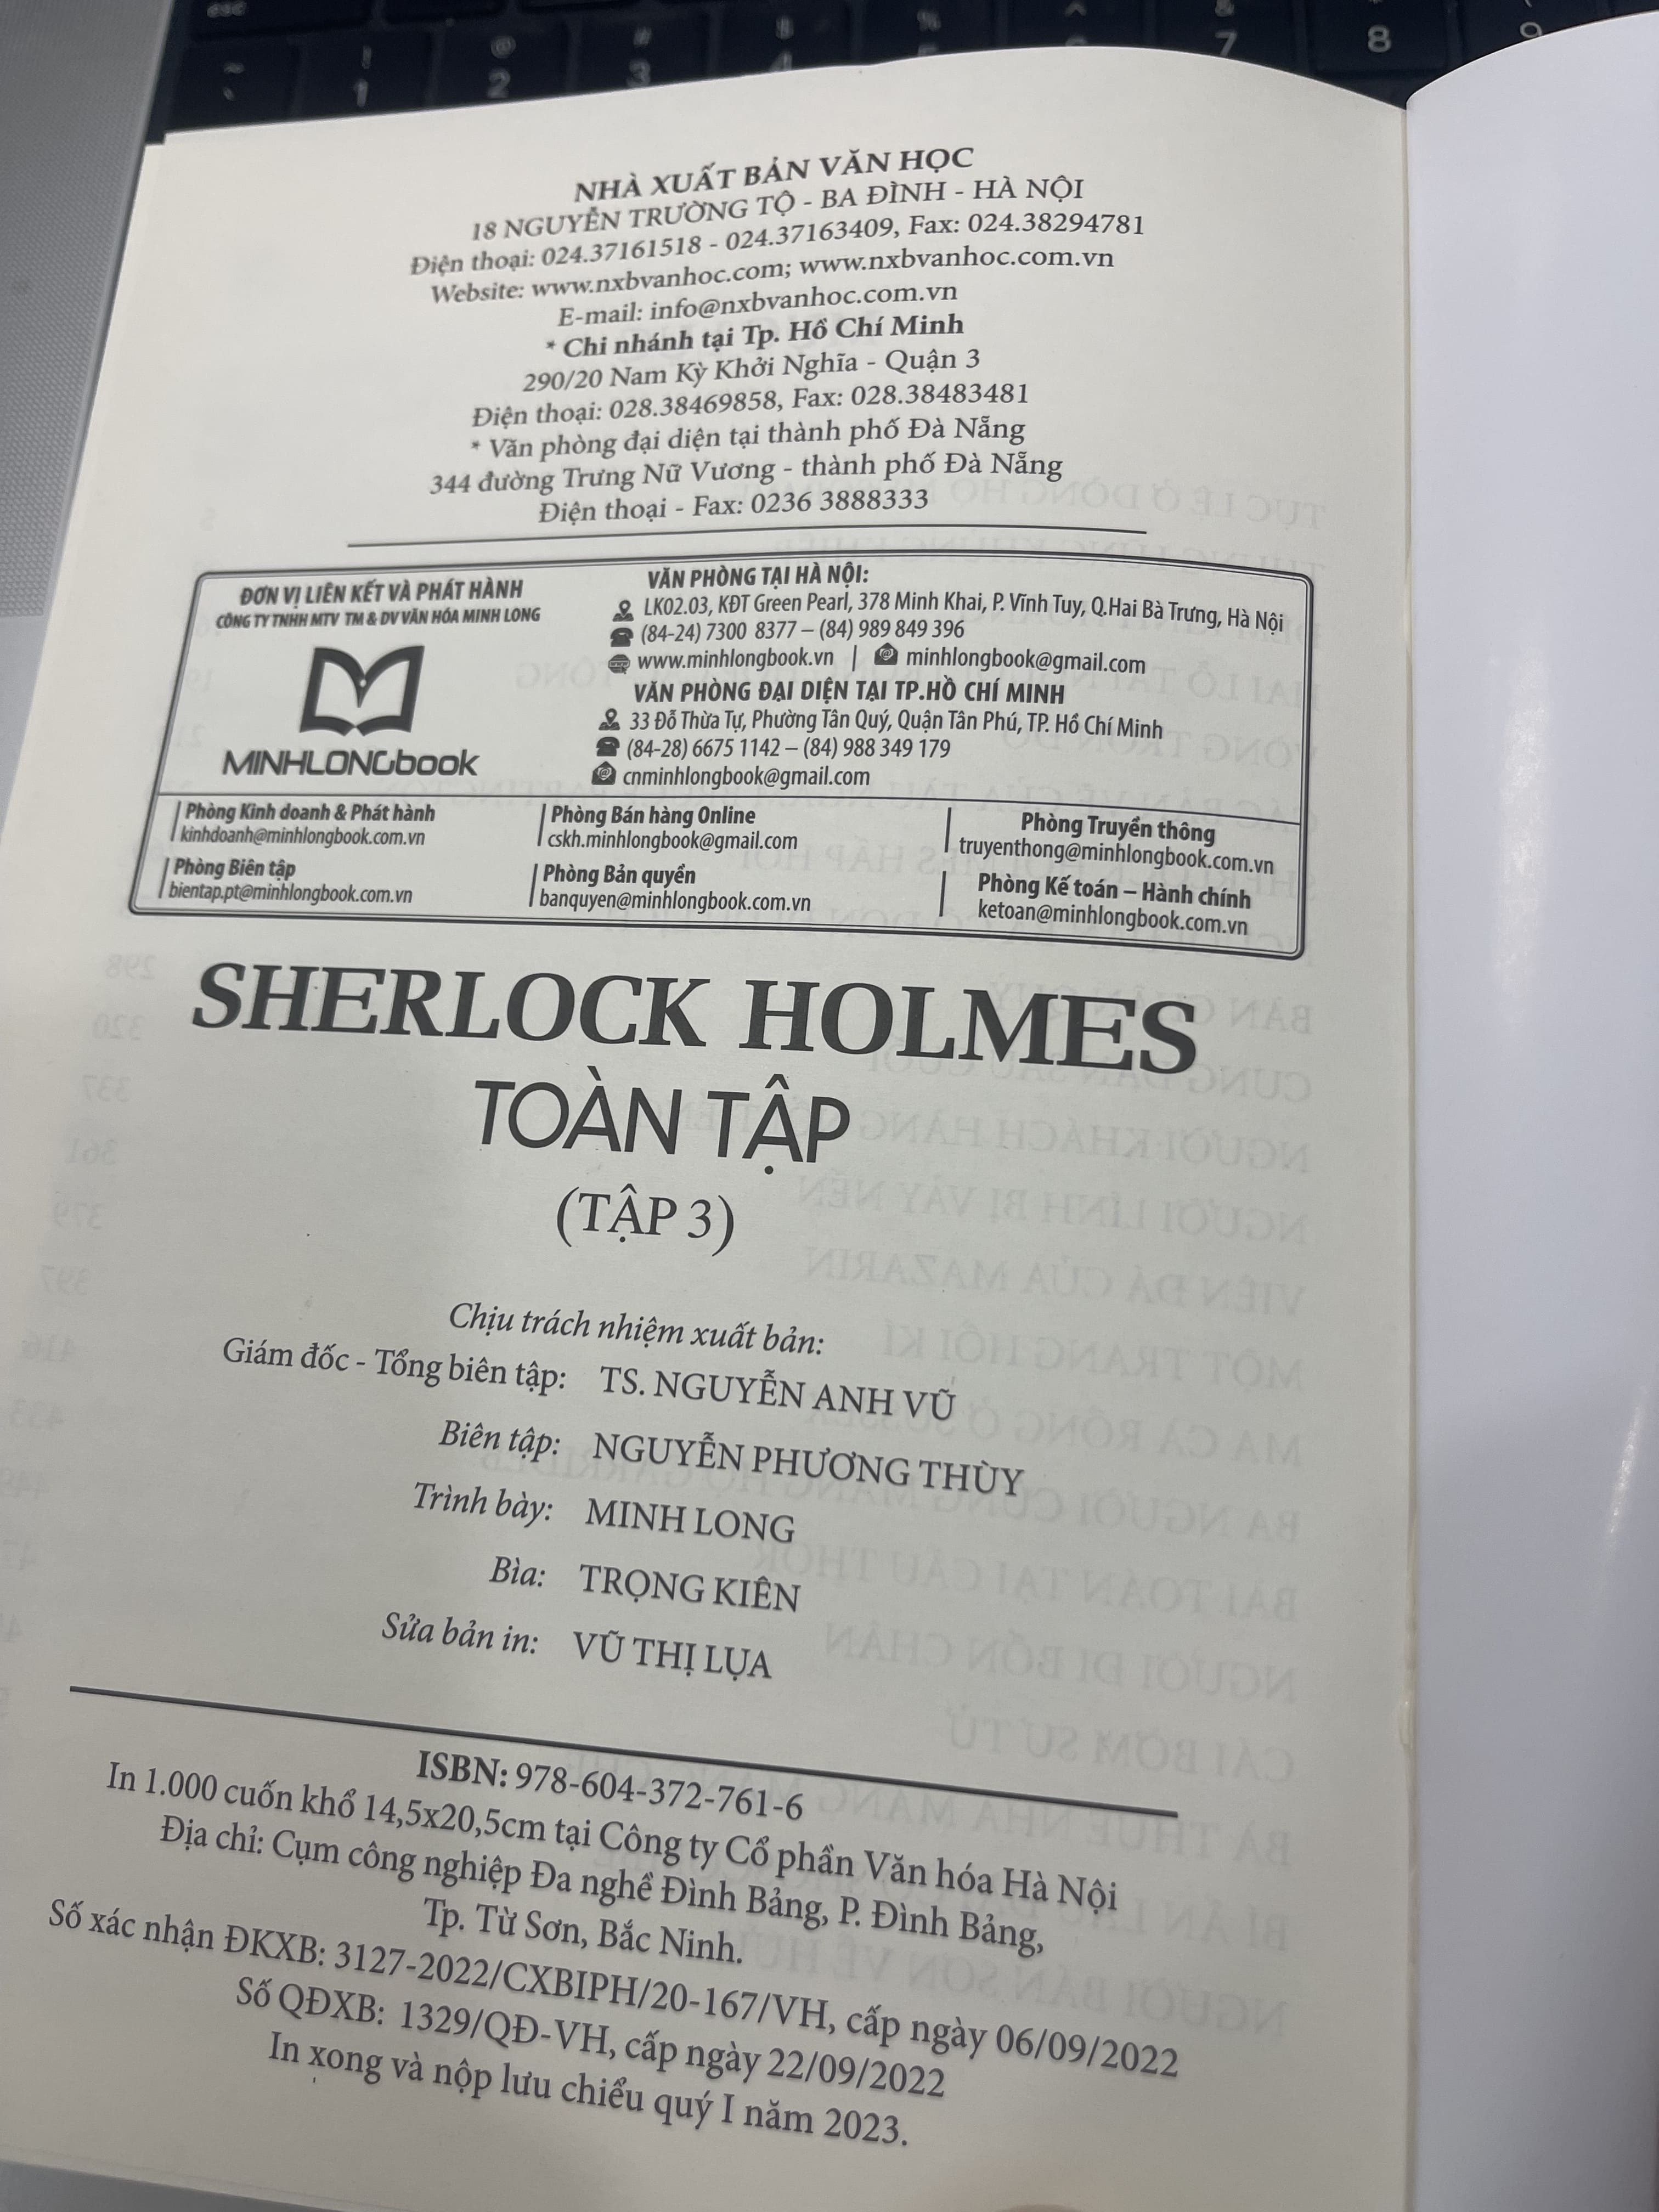 NHÀ XUẤT BẢN VĂN HỌC
18 NGUYỄN TRƯỜNG TỘ - BA ĐÌNH - HÀ NỘI
Điện thoại: 024.37161518 - 024.37163409, Fax: 024.38294781
Website: www.nxbvanhoc.com; www.nxbvanhoc.com.vn
E-mail: info@nxbvanhoc.com.vn
* Chi nhánh tại Tp. Hồ Chí Minh
290/20 Nam Kỳ Khởi Nghĩa - Quận 3
Điện thoại: 028.38469858, Fax: 028.38483481
* Văn phòng đại diện tại thành phố Đà Nẵng
344 đường Trưng Nữ Vương - thành phố Đà Nẵng
Điện thoại - Fax: 0236 3888333
ĐƠN VỊ LIÊN KẾT VÀ PHÁT HÀNH
CÔNG TY TNHH MTV TM & DV VĂN HÓA MINH LONG
MINHLONGbook
VĂN PHÒNG TẠI HÀ NỘI:
LK02.03, KĐT Green Pearl, 378 Minh Khai, P. Vĩnh Tuy, Q.Hai Bà Trưng, Hà Nội
(84-24) 7300 8377 – (84) 989 849 396
www.minhlongbook.vn | minhlongbook@gmail.com
VĂN PHÒNG ĐẠI DIỆN TẠI TP.HỒ CHÍ MINH
33 Đỗ Thừa Tự, Phường Tân Quý, Quận Tân Phú, TP. Hồ Chí Minh
(84-28) 6675 1142 – (84) 988 349 179
cnminhlongbook@gmail.com
Phòng Kinh doanh & Phát hành
kinhdoanh@minhlongbook.com.vn
Phòng Bán hàng Online
cskh.minhlongbook@gmail.com
Phòng Truyền thông
truyenthong@minhlongbook.com.vn
Phòng Biên tập
bientap.pt@minhlongbook.com.vn
Phòng Bản quyền
banquyen@minhlongbook.com.vn
Phòng Kế toán – Hành chính
ketoan@minhlongbook.com.vn
SHERLOCK HOLMES
TOÀN TẬP
(TẬP 3)
Chịu trách nhiệm xuất bản:
Giám đốc - Tổng biên tập: TS. NGUYỄN ANH VŨ
Biên tập: NGUYỄN PHƯƠNG THÙY
Trình bày: MINH LONG
Bìa: TRỌNG KIÊN
Sửa bản in: VŨ THỊ LỤA
ISBN: 978-604-372-761-6
In 1.000 cuốn khổ 14,5x20,5cm tại Công ty Cổ phần Văn hóa Hà Nội
Địa chỉ: Cụm công nghiệp Đa nghề Đình Bảng, P. Đình Bảng,
Tp. Từ Sơn, Bắc Ninh.
Số xác nhận ĐKXB: 3127-2022/CXBIPH/20-167/VH, cấp ngày 06/09/2022
Số QĐXB: 1329/QĐ-VH, cấp ngày 22/09/2022
In xong và nộp lưu chiểu quý I năm 2023.